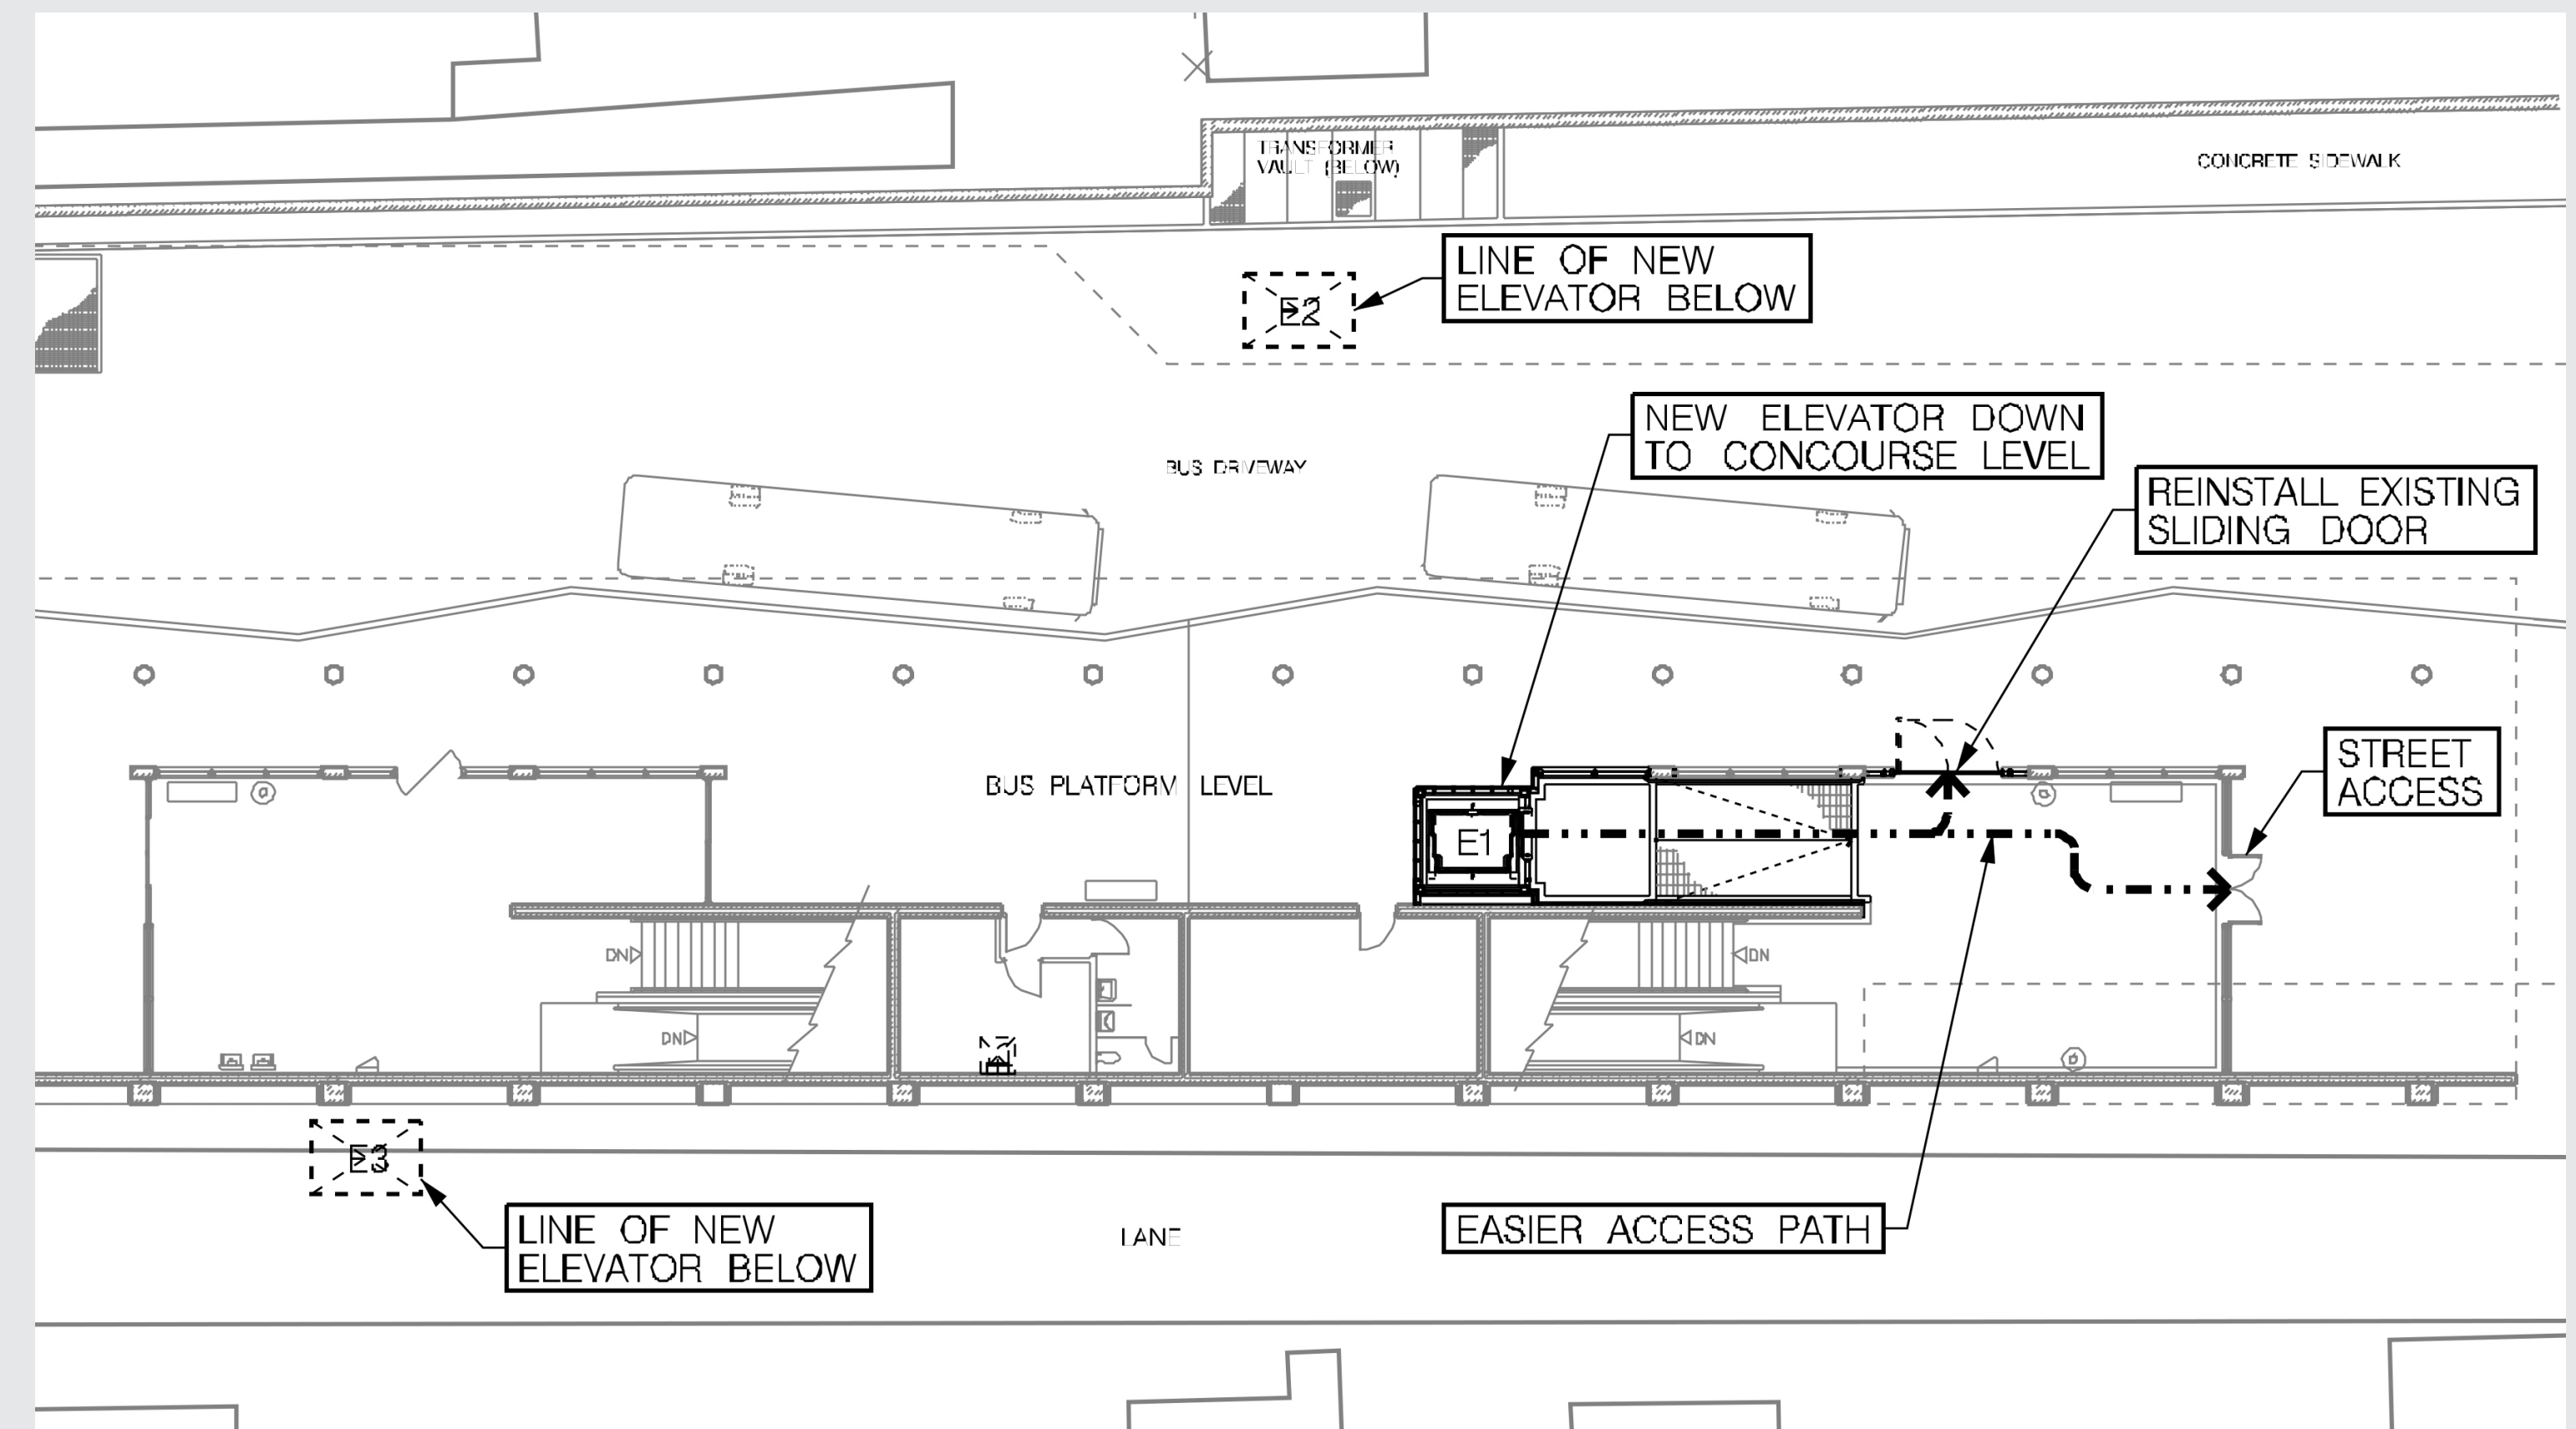 TRANSFORMER
VAULT (BELOW)
CONCRETE SIDEWALK
LINE OF NEW
ELEVATOR BELOW
E2
NEW ELEVATOR DOWN
TO CONCOURSE LEVEL
BUS DRIVEWAY
REINSTALL EXISTING
SLIDING DOOR
STREET
ACCESS
BUS PLATFORM LEVEL
E1
DN
DN
DN
DN
E3
LINE OF NEW
ELEVATOR BELOW
EASIER ACCESS PATH
LANE